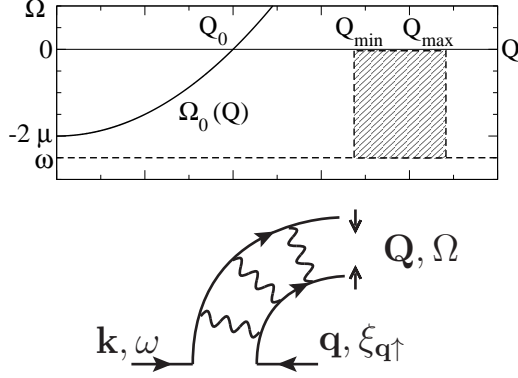 Ω
Q₀ Q_min Q_max
0 Q
Ω₀(Q)
-2 μ
ω
Q, Ω
k, ω q, ξ_q↑